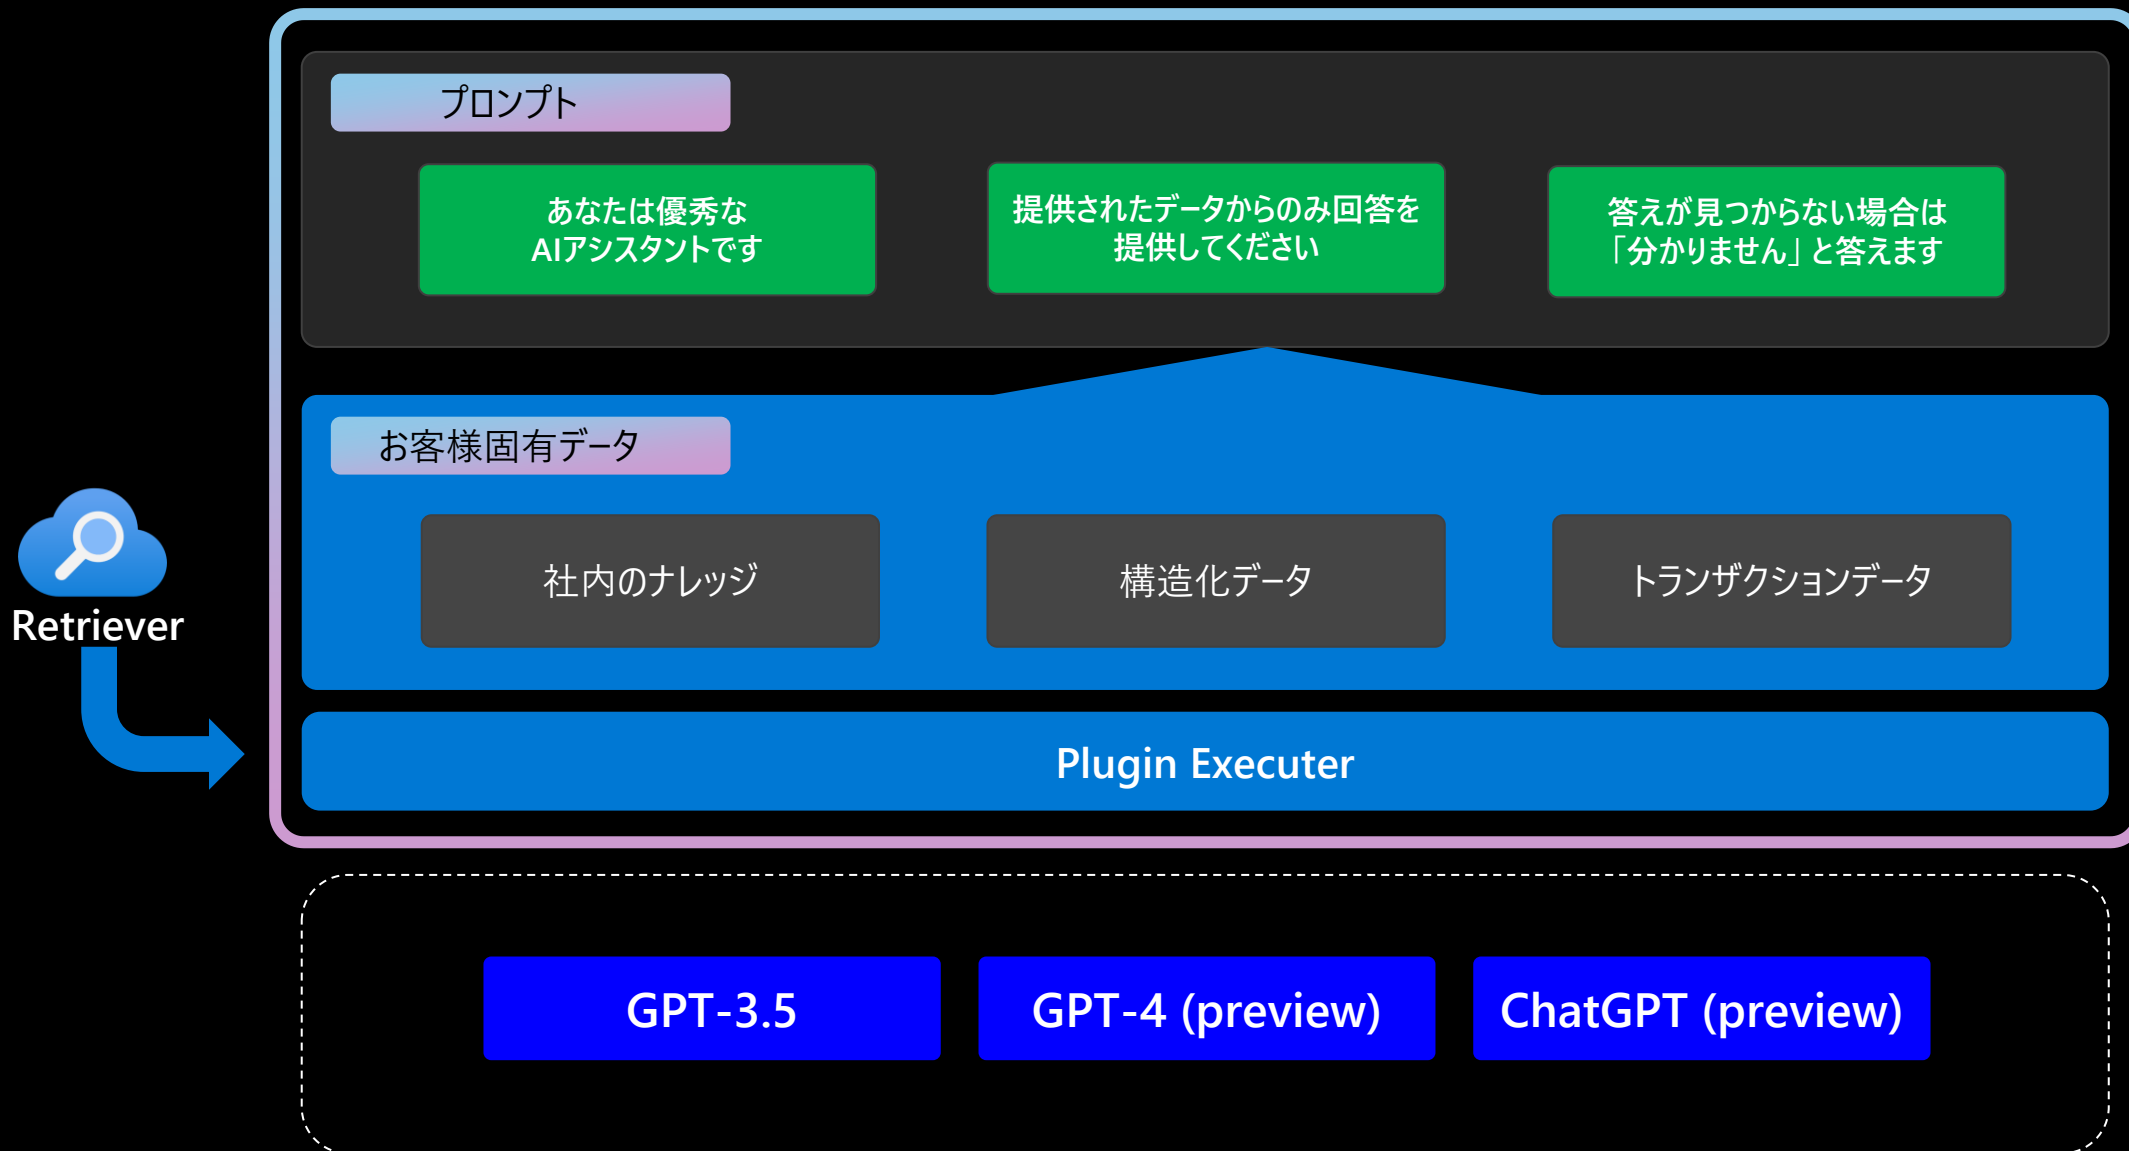 プロンプト
あなたは優秀な
AIアシスタントです
提供されたデータからのみ回答を
提供してください
答えが見つからない場合は
「分かりません」と答えます
お客様固有データ
社内のナレッジ
構造化データ
トランザクションデータ
Retriever
Plugin Executer
GPT-3.5
GPT-4 (preview)
ChatGPT (preview)